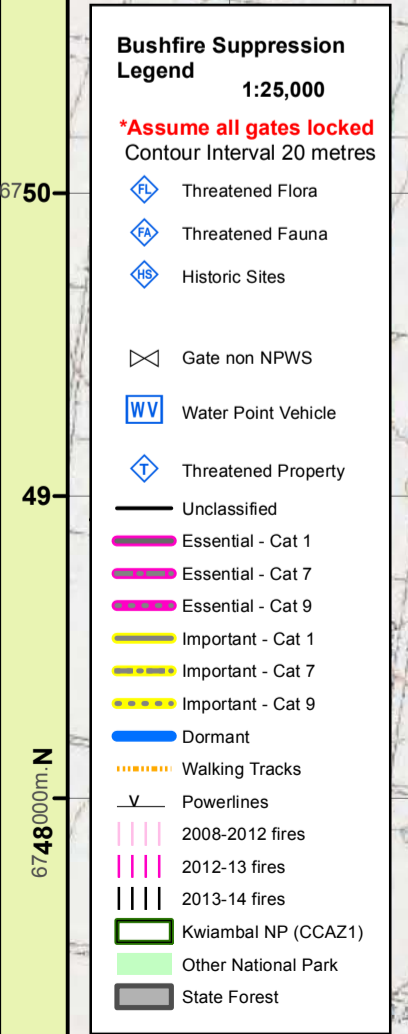 Bushfire Suppression
Legend
1:25,000
*Assume all gates locked
Contour Interval 20 metres
6750
FL Threatened Flora
FA Threatened Fauna
HS Historic Sites
Gate non NPWS
WV Water Point Vehicle
T Threatened Property
49
Unclassified
Essential - Cat 1
Essential - Cat 7
Essential - Cat 9
Important - Cat 1
Important - Cat 7
Important - Cat 9
Dormant
Walking Tracks
V Powerlines
6748000m.N
2008-2012 fires
2012-13 fires
2013-14 fires
Kwiambal NP (CCAZ1)
Other National Park
State Forest